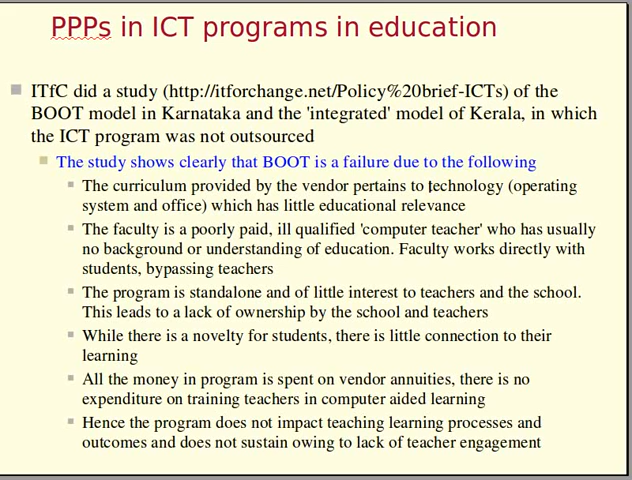 PPPs in ICT programs in education
ITfC did a study (http://itforchange.net/Policy%20brief-ICTs) of the
BOOT model in Karnataka and the 'integrated' model of Kerala, in which
the ICT program was not outsourced
The study shows clearly that BOOT is a failure due to the following
The curriculum provided by the vendor pertains to technology (operating
system and office) which has little educational relevance
The faculty is a poorly paid, ill qualified 'computer teacher' who has usually
no background or understanding of education. Faculty works directly with
students, bypassing teachers
The program is standalone and of little interest to teachers and the school.
This leads to a lack of ownership by the school and teachers
While there is a novelty for students, there is little connection to their
learning
All the money in program is spent on vendor annuities, there is no
expenditure on training teachers in computer aided learning
Hence the program does not impact teaching learning processes and
outcomes and does not sustain owing to lack of teacher engagement